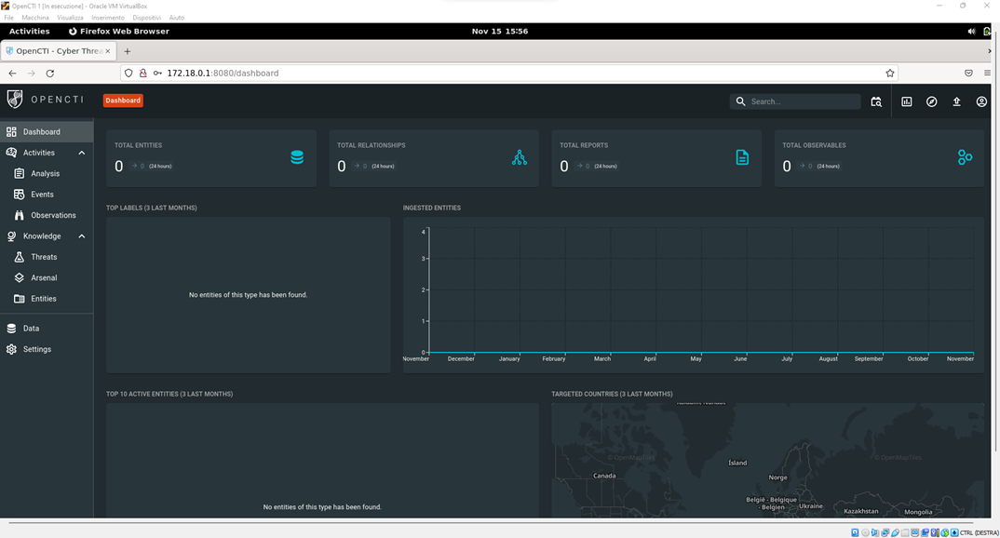 OpenCTI 1 [In esecuzione] - Oracle VM VirtualBox
File Macchina Visualizza Inserimento Dispositivi Aiuto
Activities Firefox Web Browser Nov 15 15:56
OpenCTI - Cyber Threa
172.18.0.1:8080/dashboard
OPENCTI Dashboard Search...
Dashboard
Activities
Analysis
Events
Observations
Knowledge
Threats
Arsenal
Entities
Data
Settings
TOTAL ENTITIES
0 0 (24 hours)
TOTAL RELATIONSHIPS
0 0 (24 hours)
TOTAL REPORTS
0 0 (24 hours)
TOTAL OBSERVABLES
0 0 (24 hours)
TOP LABELS (3 LAST MONTHS)
No entities of this type has been found.
INGESTED ENTITIES
4
3
2
1
0
November December January February March April May June July August September October November
TOP 10 ACTIVE ENTITIES (3 LAST MONTHS)
No entities of this type has been found.
TARGETED COUNTRIES (3 LAST MONTHS)
© OpenMapTiles © OpenMapTiles
Ísland
Canada
Norge
België - Belgique
- Belgien
Ukraine
Kazakhstan
Mongolia
CTRL (DESTRA)